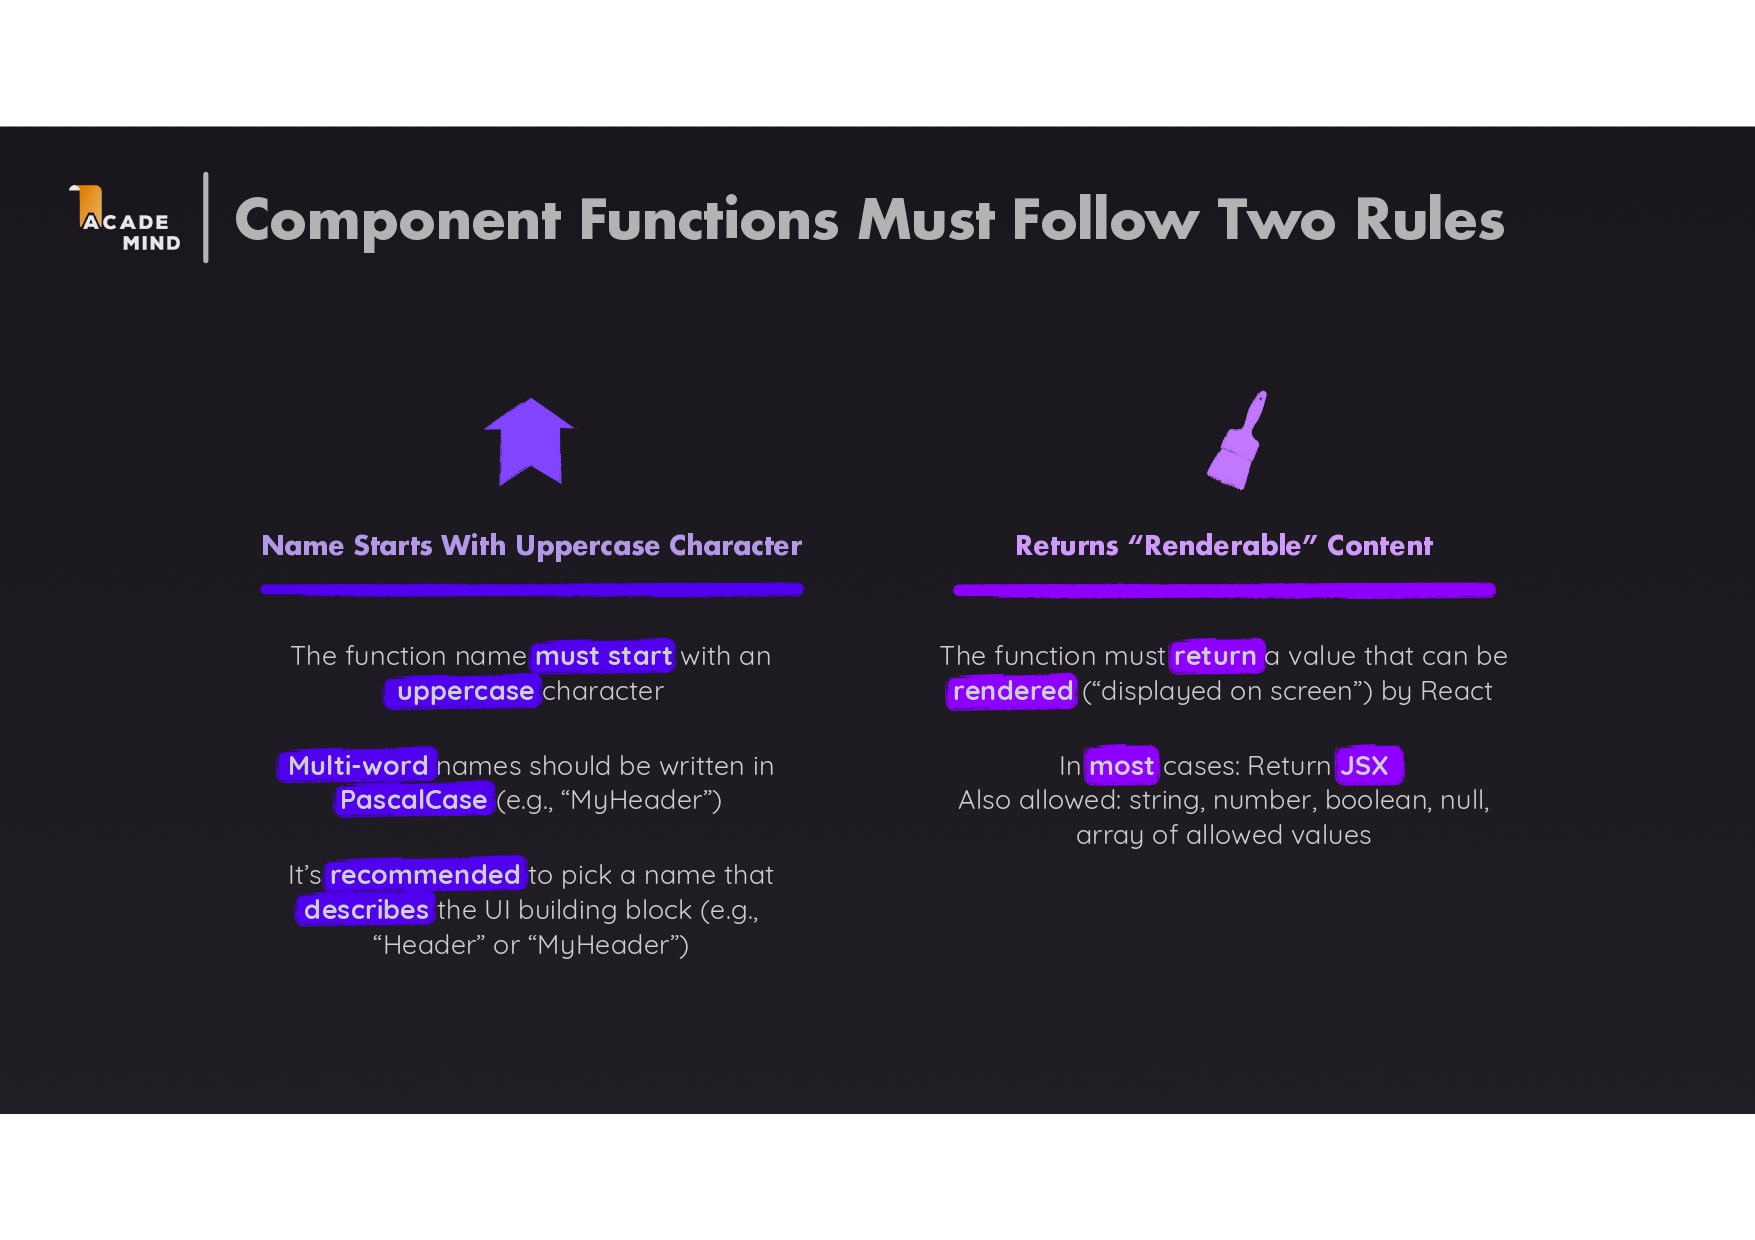 ACADE
MIND
Component Functions Must Follow Two Rules
Name Starts With Uppercase Character
The function name must start with an
uppercase character
Multi-word names should be written in
PascalCase (e.g., “MyHeader”)
It’s recommended to pick a name that
describes the UI building block (e.g.,
“Header” or “MyHeader”)
Returns “Renderable” Content
The function must return a value that can be
rendered (“displayed on screen”) by React
In most cases: Return JSX
Also allowed: string, number, boolean, null,
array of allowed values